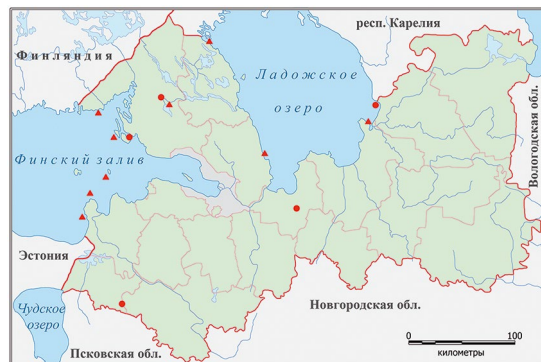 респ. Карелия
Финляндия
Ладожское
озеро
Вологодская обл.
Финский залив
Эстония
Чудское
озеро
Новгородская обл.
Псковская обл.
0 100
километры